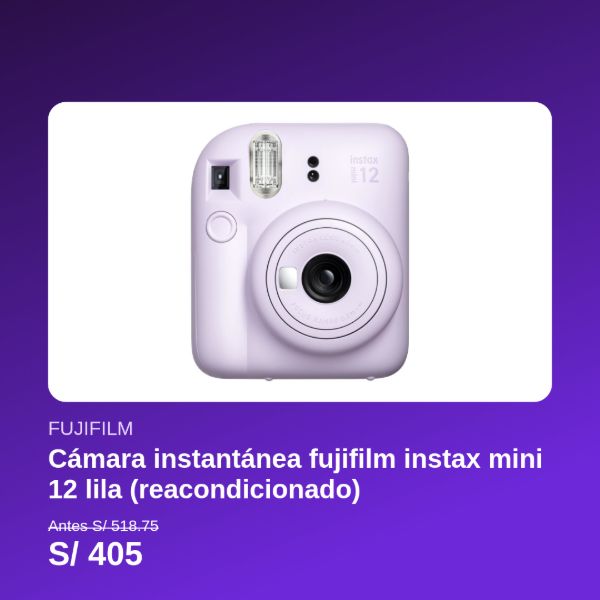 instax
mini 12
FUJIFILM
Cámara instantánea fujifilm instax mini
12 lila (reacondicionado)
Antes S/ 518.75
S/ 405